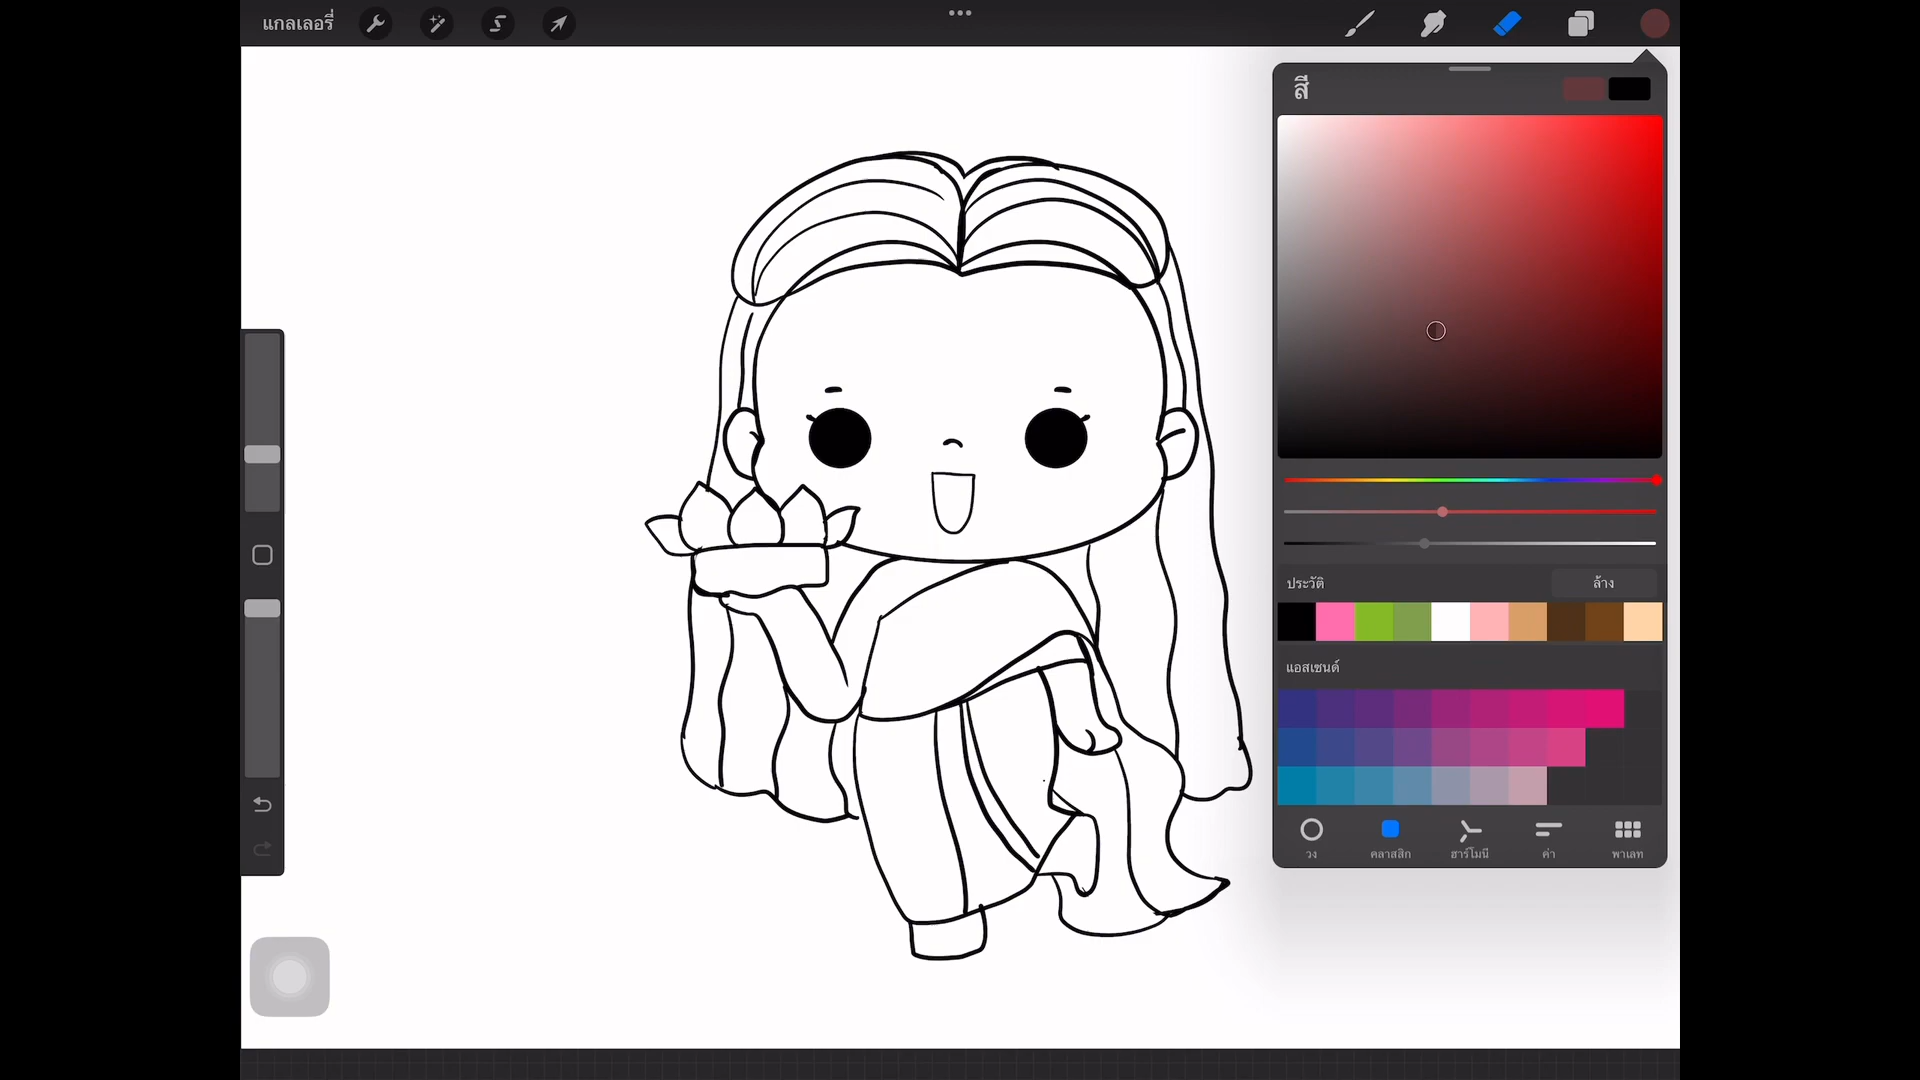 แกลเลอรี่
สี
ประวัติ
ล้าง
แอสเซนด์
วง
คลาสสิก
ฮาร์โมนี
ค่า
พาเลท